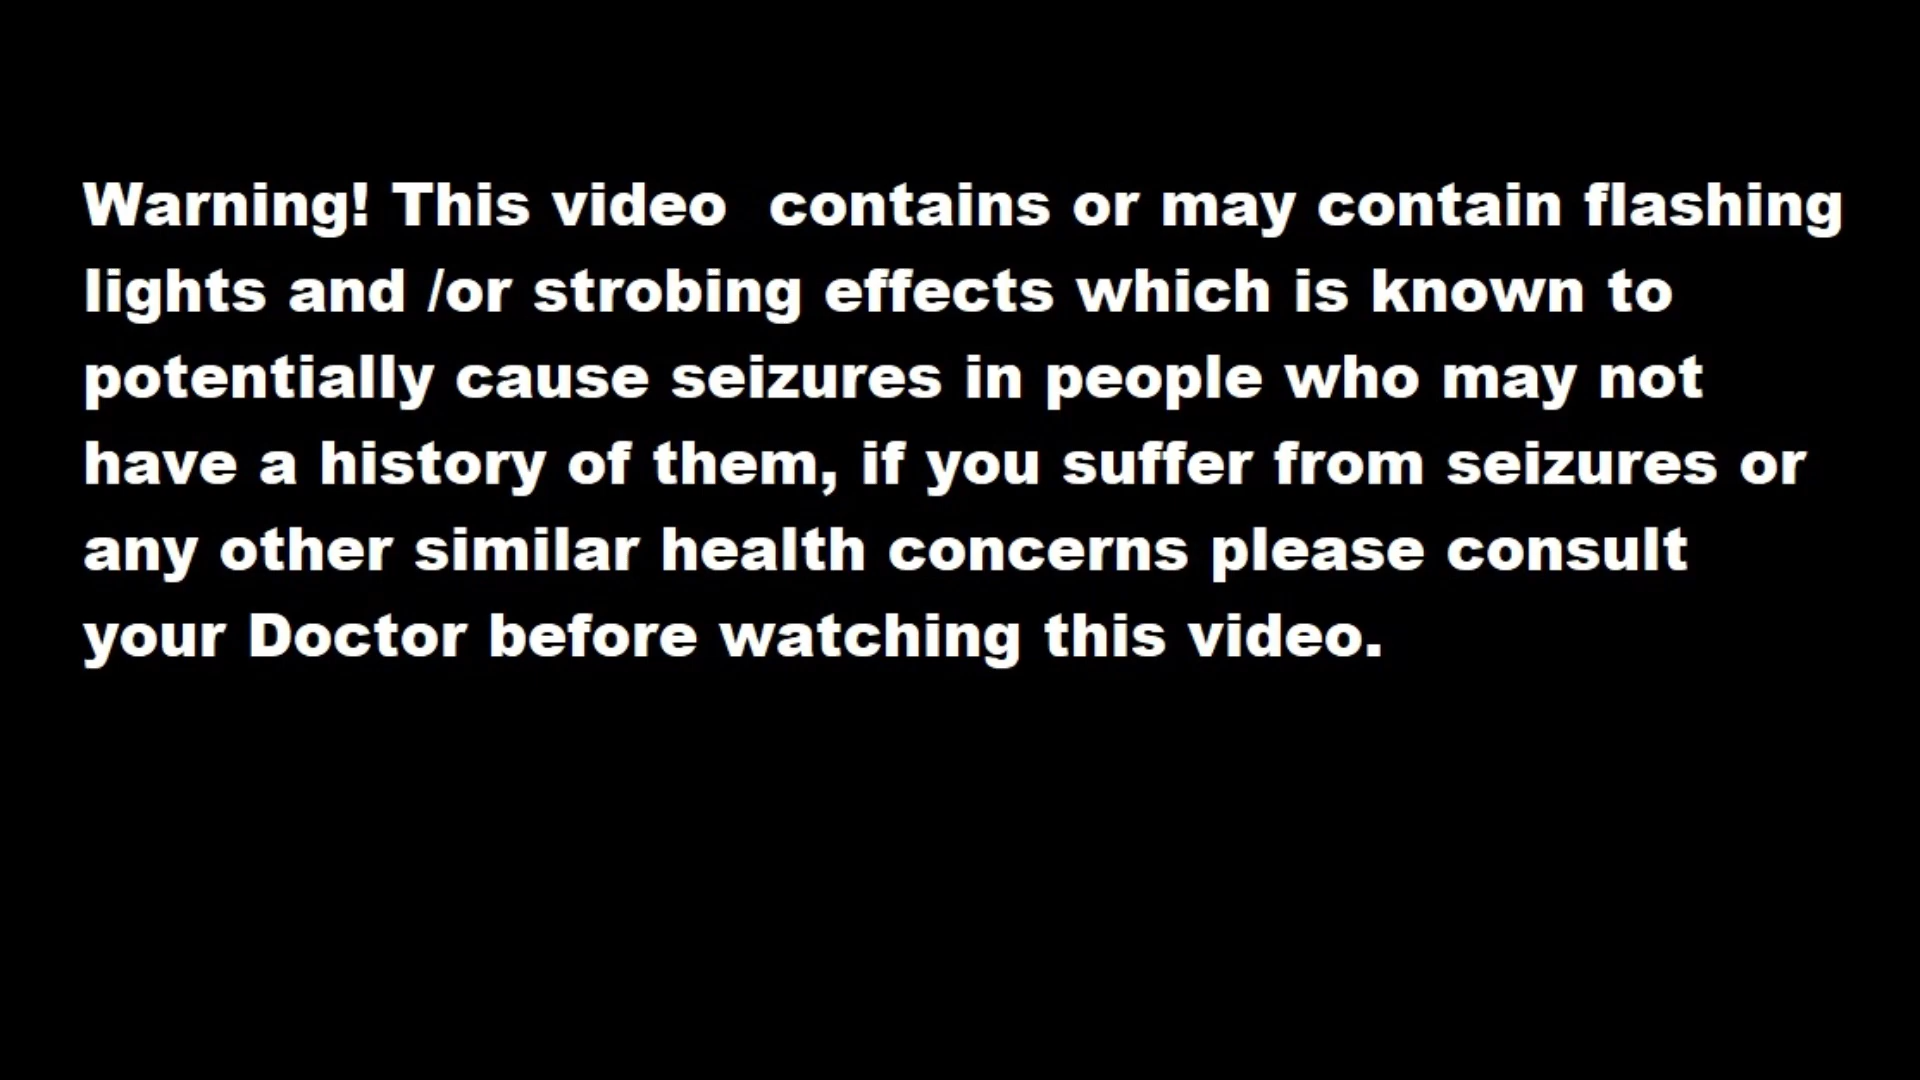 Warning! This video  contains or may contain flashing
lights and /or strobing effects which is known to
potentially cause seizures in people who may not
have a history of them, if you suffer from seizures or
any other similar health concerns please consult
your Doctor before watching this video.